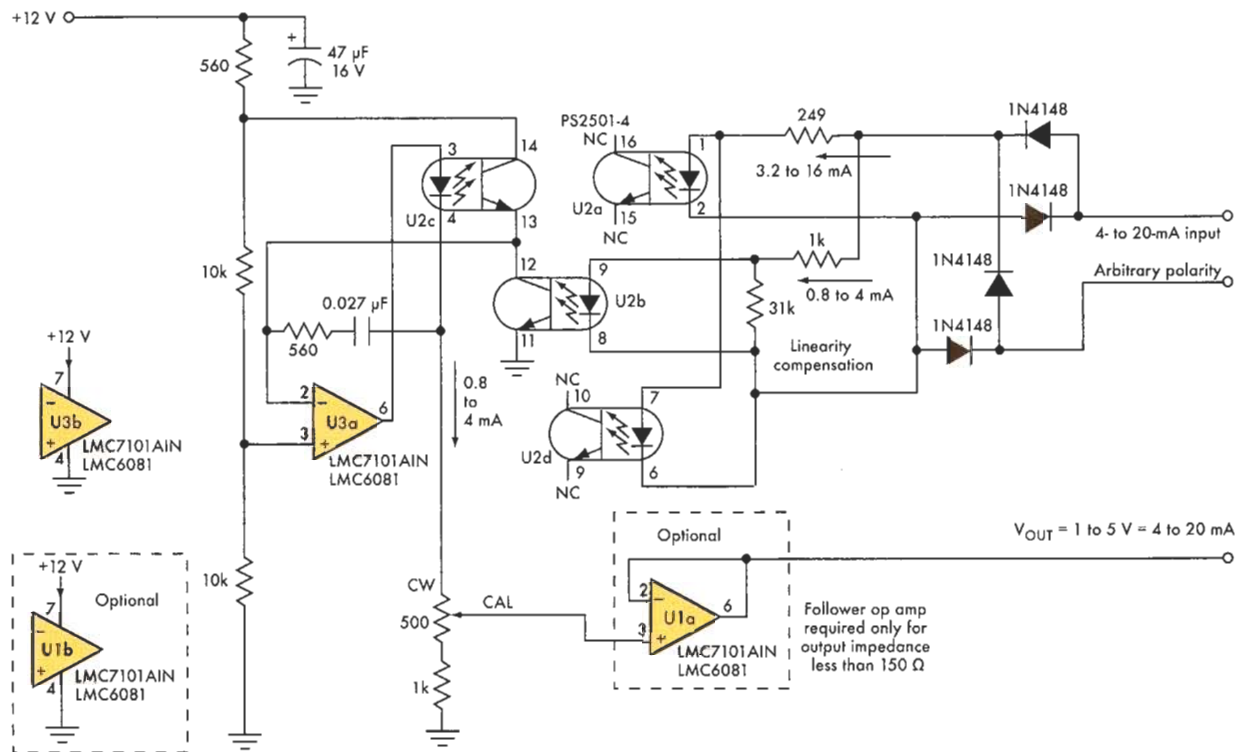 +12 V
560
+
47 µF
16 V
PS2501-4
NC
16
1
U2a
15
2
NC
249
3.2 to 16 mA
1N4148
1N4148
4- to 20-mA input
Arbitrary polarity
3
14
U2c
4
13
10k
12
9
U2b
11
8
1k
0.8 to 4 mA
31k
1N4148
1N4148
Linearity
compensation
0.027 µF
560
+12 V
7
−
U3b
+
4
LMC7101AIN
LMC6081
2
−
U3a
6
3
+
LMC7101AIN
LMC6081
0.8
to
4 mA
NC
10
7
U2d
9
6
NC
+12 V
Optional
7
−
U1b
+
4
LMC7101AIN
LMC6081
10k
CW
500
CAL
1k
Optional
2
−
U1a
6
3
+
LMC7101AIN
LMC6081
VOUT = 1 to 5 V = 4 to 20 mA
Follower op amp
required only for
output impedance
less than 150 Ω